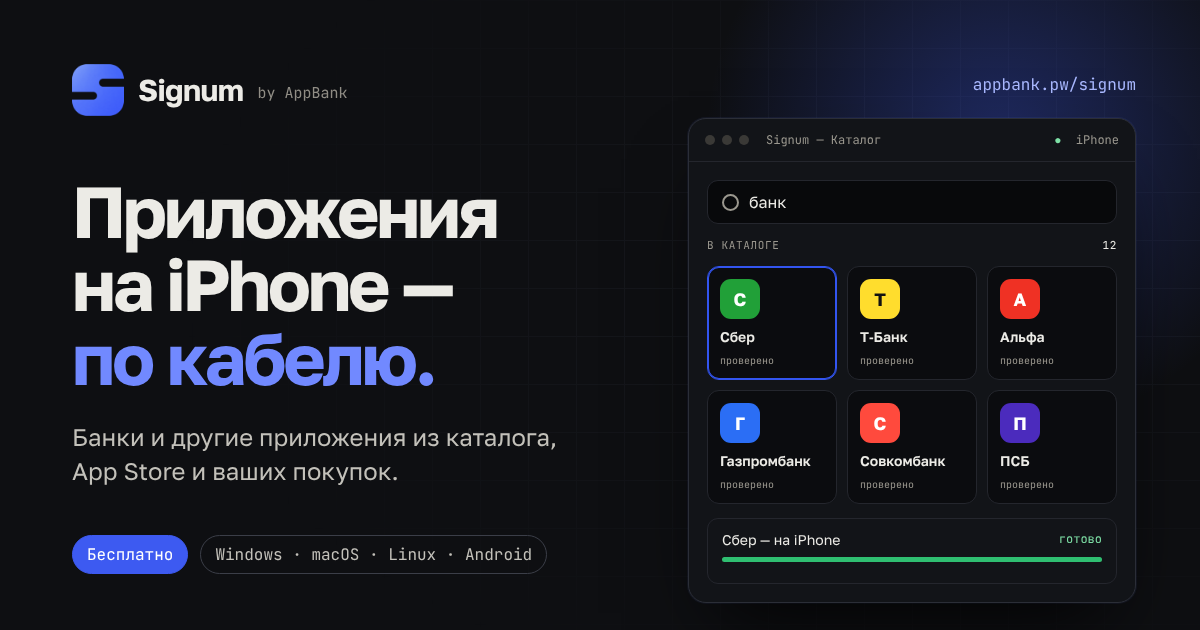 Signum by AppBank
appbank.pw/signum
Приложения
на iPhone —
по кабелю.
Банки и другие приложения из каталога,
App Store и ваших покупок.
Бесплатно
Windows · macOS · Linux · Android
Signum — Каталог
iPhone
банк
В КАТАЛОГЕ
12
С
Сбер
проверено
Т
Т-Банк
проверено
А
Альфа
проверено
Г
Газпромбанк
проверено
С
Совкомбанк
проверено
П
ПСБ
проверено
Сбер — на iPhone
готово